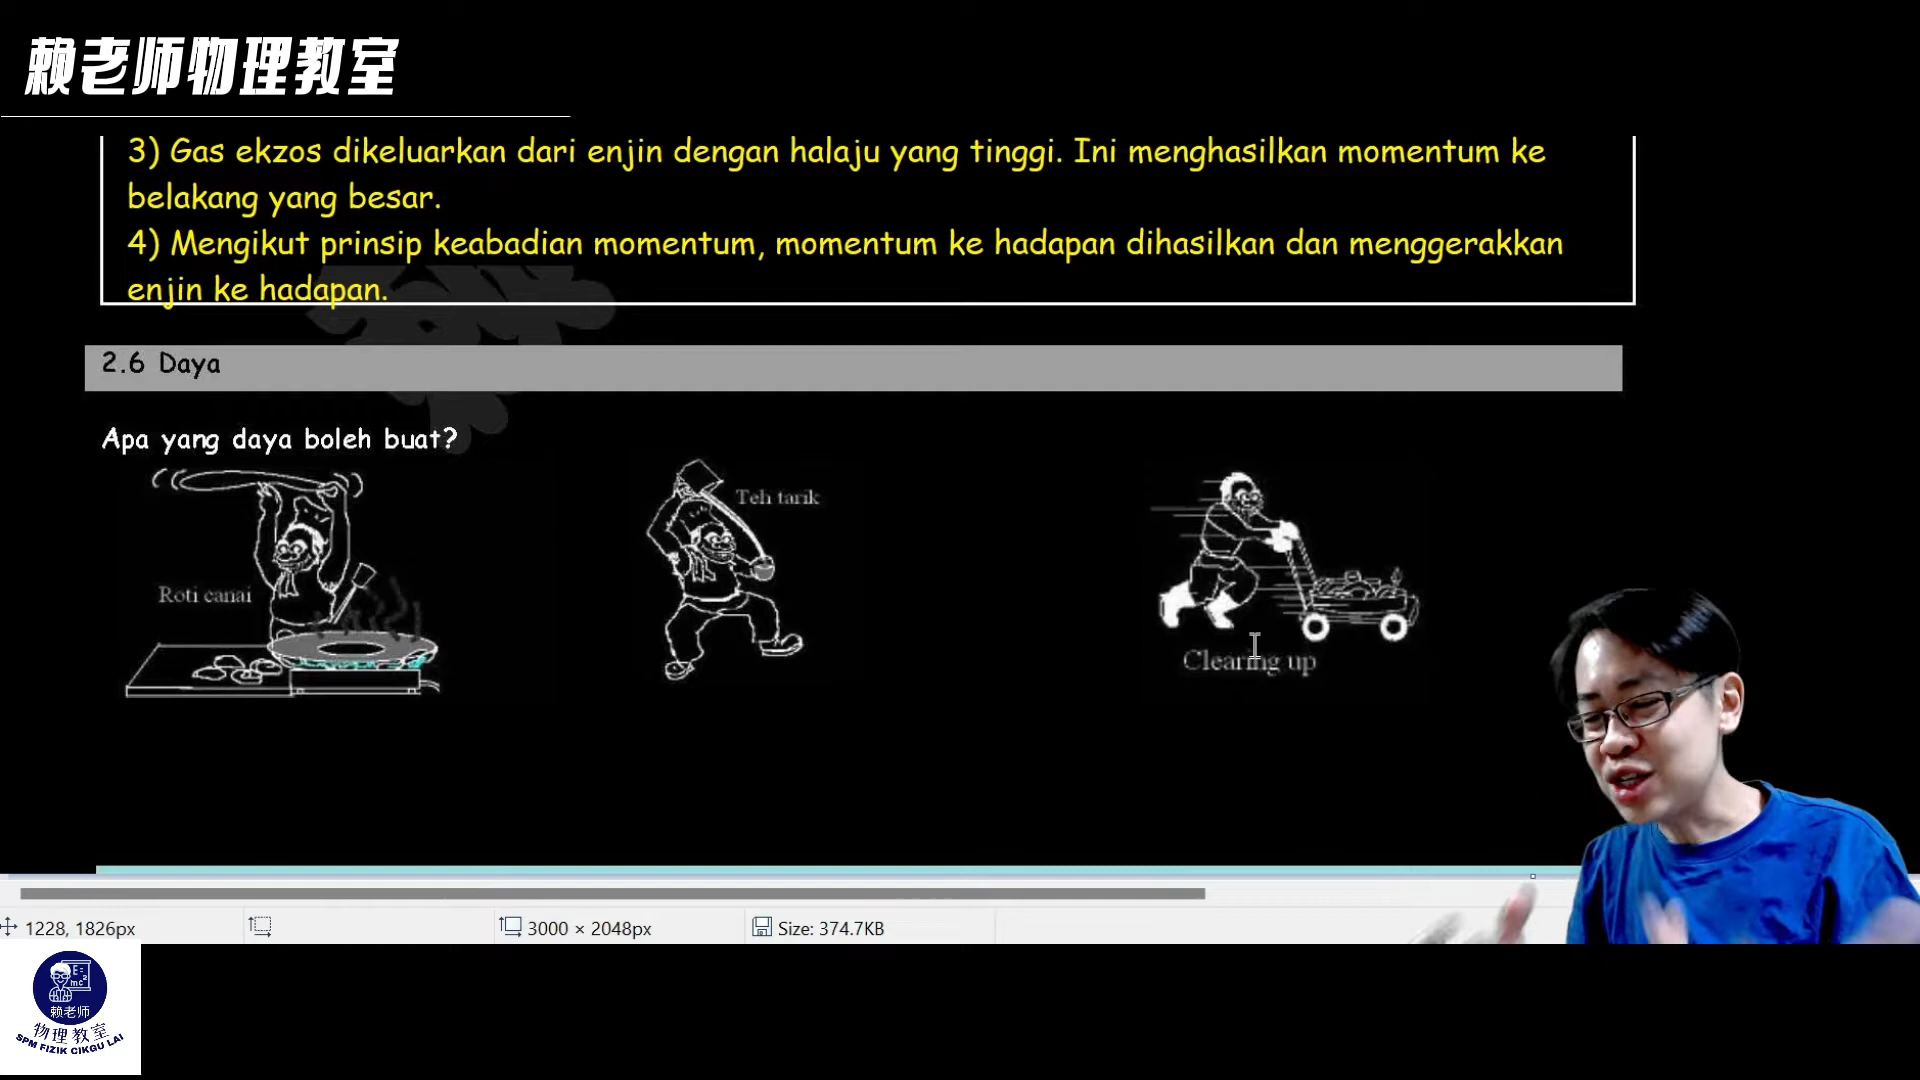 赖老师物理教室
3) Gas ekzos dikeluarkan dari enjin dengan halaju yang tinggi. Ini menghasilkan momentum ke
belakang yang besar.
4) Mengikut prinsip keabadian momentum, momentum ke hadapan dihasilkan dan menggerakkan
enjin ke hadapan.
2.6 Daya
Apa yang daya boleh buat?
Teh tarik
Roti canai
Clearing up
1228, 1826px
3000 × 2048px
Size: 374.7KB
E=
mc²
赖老师
物理教室
SPM FIZIK CIKGU LAI